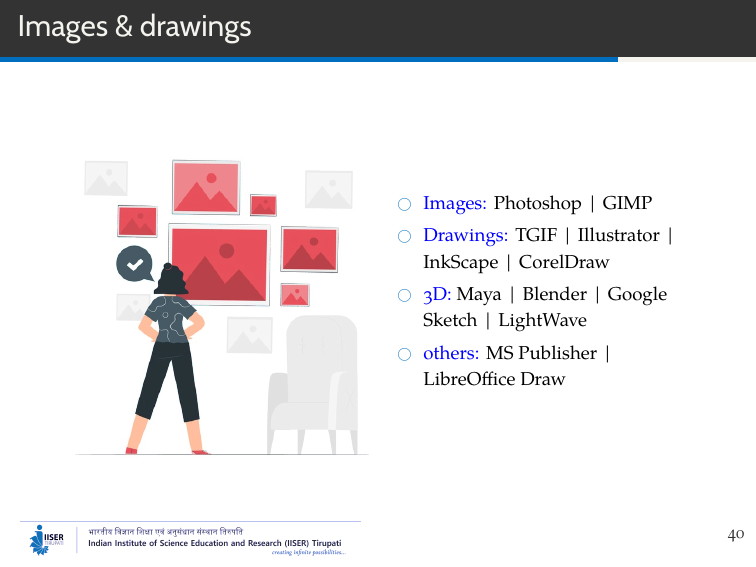 Images & drawings
Images: Photoshop | GIMP
Drawings: TGIF | Illustrator |
InkScape | CorelDraw
3D: Maya | Blender | Google
Sketch | LightWave
others: MS Publisher |
LibreOffice Draw
IISER
TIRUPATI
भारतीय विज्ञान शिक्षा एवं अनुसंधान संस्थान तिरुपति
Indian Institute of Science Education and Research (IISER) Tirupati
creating infinite possibilities...
40